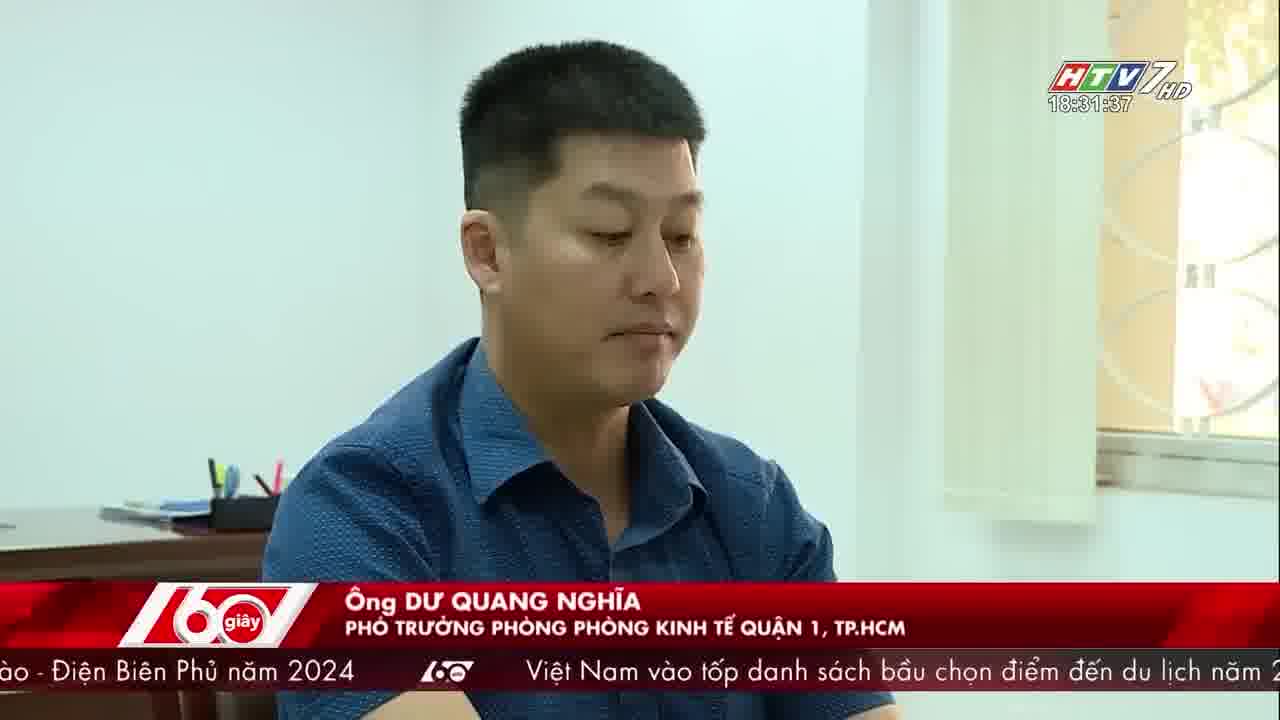 HTV7 HD
18:31:37
Ông DƯ QUANG NGHĨA
PHÓ TRƯỞNG PHÒNG PHÒNG KINH TẾ QUẬN 1, TP.HCM
60 giây
ào - Điện Biên Phủ năm 2024 60 giây Việt Nam vào tốp danh sách bầu chọn điểm đến du lịch năm 2